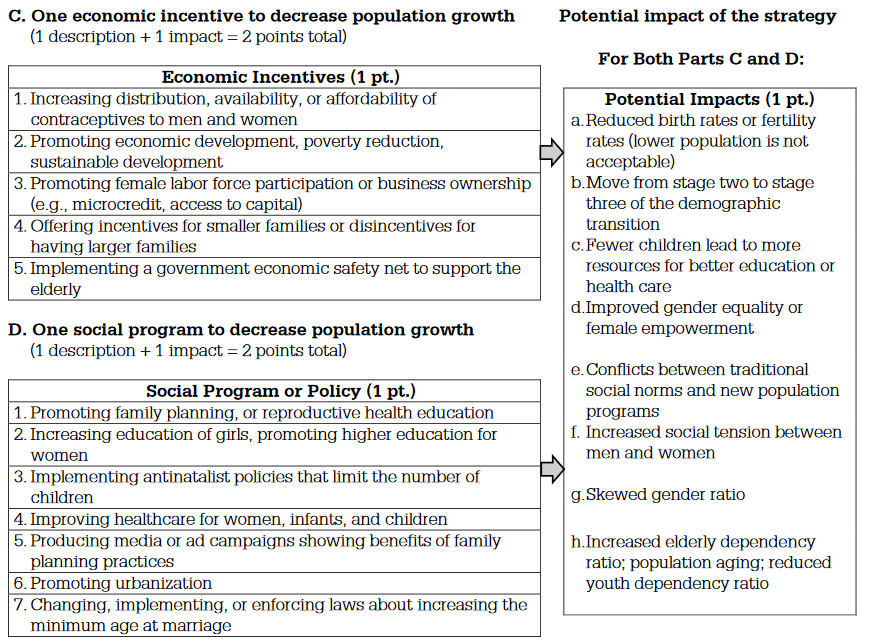 C. One economic incentive to decrease population growth
(1 description + 1 impact = 2 points total)
Economic Incentives (1 pt.)
1. Increasing distribution, availability, or affordability of
contraceptives to men and women
2. Promoting economic development, poverty reduction,
sustainable development
3. Promoting female labor force participation or business ownership
(e.g., microcredit, access to capital)
4. Offering incentives for smaller families or disincentives for
having larger families
5. Implementing a government economic safety net to support the
elderly
D. One social program to decrease population growth
(1 description + 1 impact = 2 points total)
Social Program or Policy (1 pt.)
1. Promoting family planning, or reproductive health education
2. Increasing education of girls, promoting higher education for
women
3. Implementing antinatalist policies that limit the number of
children
4. Improving healthcare for women, infants, and children
5. Producing media or ad campaigns showing benefits of family
planning practices
6. Promoting urbanization
7. Changing, implementing, or enforcing laws about increasing the
minimum age at marriage
Potential impact of the strategy
For Both Parts C and D:
Potential Impacts (1 pt.)
a. Reduced birth rates or fertility
rates (lower population is not
acceptable)
b. Move from stage two to stage
three of the demographic
transition
c. Fewer children lead to more
resources for better education or
health care
d. Improved gender equality or
female empowerment
e. Conflicts between traditional
social norms and new population
programs
f. Increased social tension between
men and women
g. Skewed gender ratio
h. Increased elderly dependency
ratio; population aging; reduced
youth dependency ratio